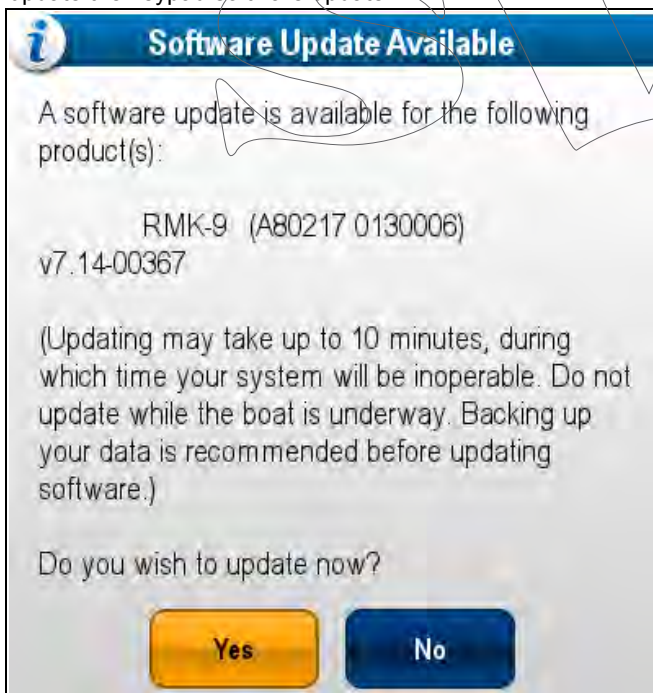 Software Update Available
A software update is available for the following
product(s):
RMK-9 (A80217 0130006)
v7.14-00367
(Updating may take up to 10 minutes, during
which time your system will be inoperable. Do not
update while the boat is underway. Backing up
your data is recommended before updating
software.)
Do you wish to update now?
Yes
No